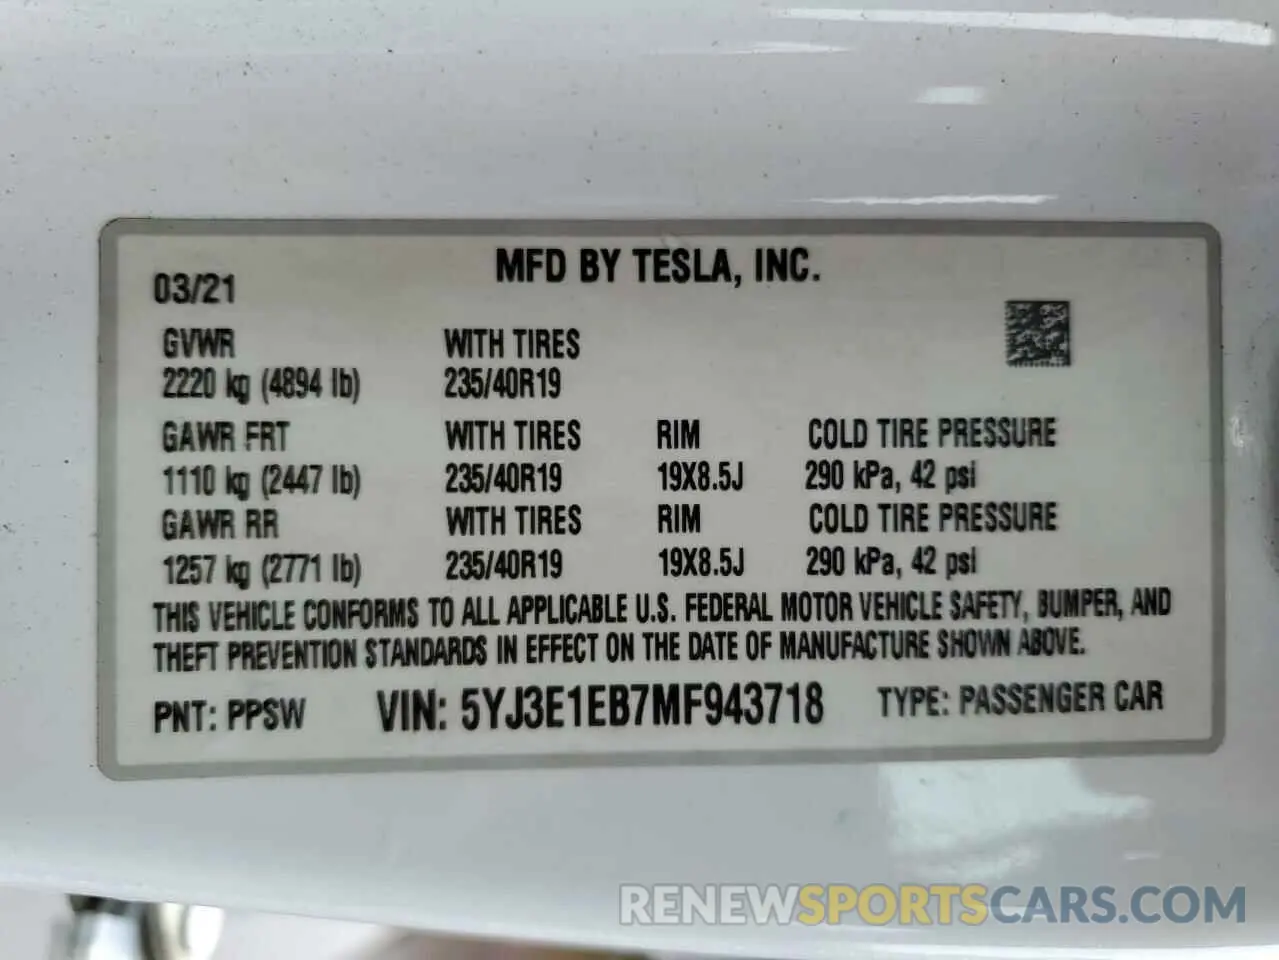 MFD BY TESLA, INC.
03/21
GVWR WITH TIRES
2220 kg (4894 lb) 235/40R19
GAWR FRT WITH TIRES RIM COLD TIRE PRESSURE
1110 kg (2447 lb) 235/40R19 19X8.5J 290 kPa, 42 psi
GAWR RR WITH TIRES RIM COLD TIRE PRESSURE
1257 kg (2771 lb) 235/40R19 19X8.5J 290 kPa, 42 psi
THIS VEHICLE CONFORMS TO ALL APPLICABLE U.S. FEDERAL MOTOR VEHICLE SAFETY, BUMPER, AND
THEFT PREVENTION STANDARDS IN EFFECT ON THE DATE OF MANUFACTURE SHOWN ABOVE.
PNT: PPSW VIN: 5YJ3E1EB7MF943718 TYPE: PASSENGER CAR
RENEWSPORTSCARS.COM